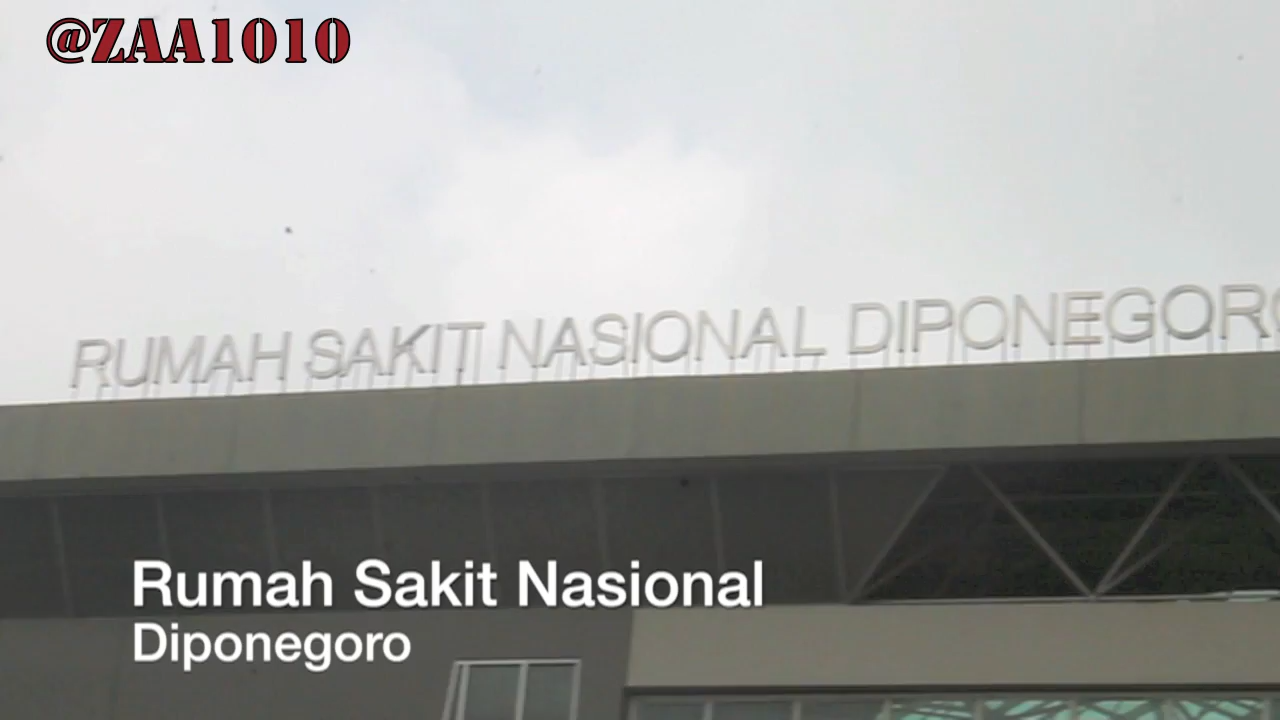 @ZAA1010
RUMAH SAKIT NASIONAL DIPONEGORO
Rumah Sakit Nasional
Diponegoro